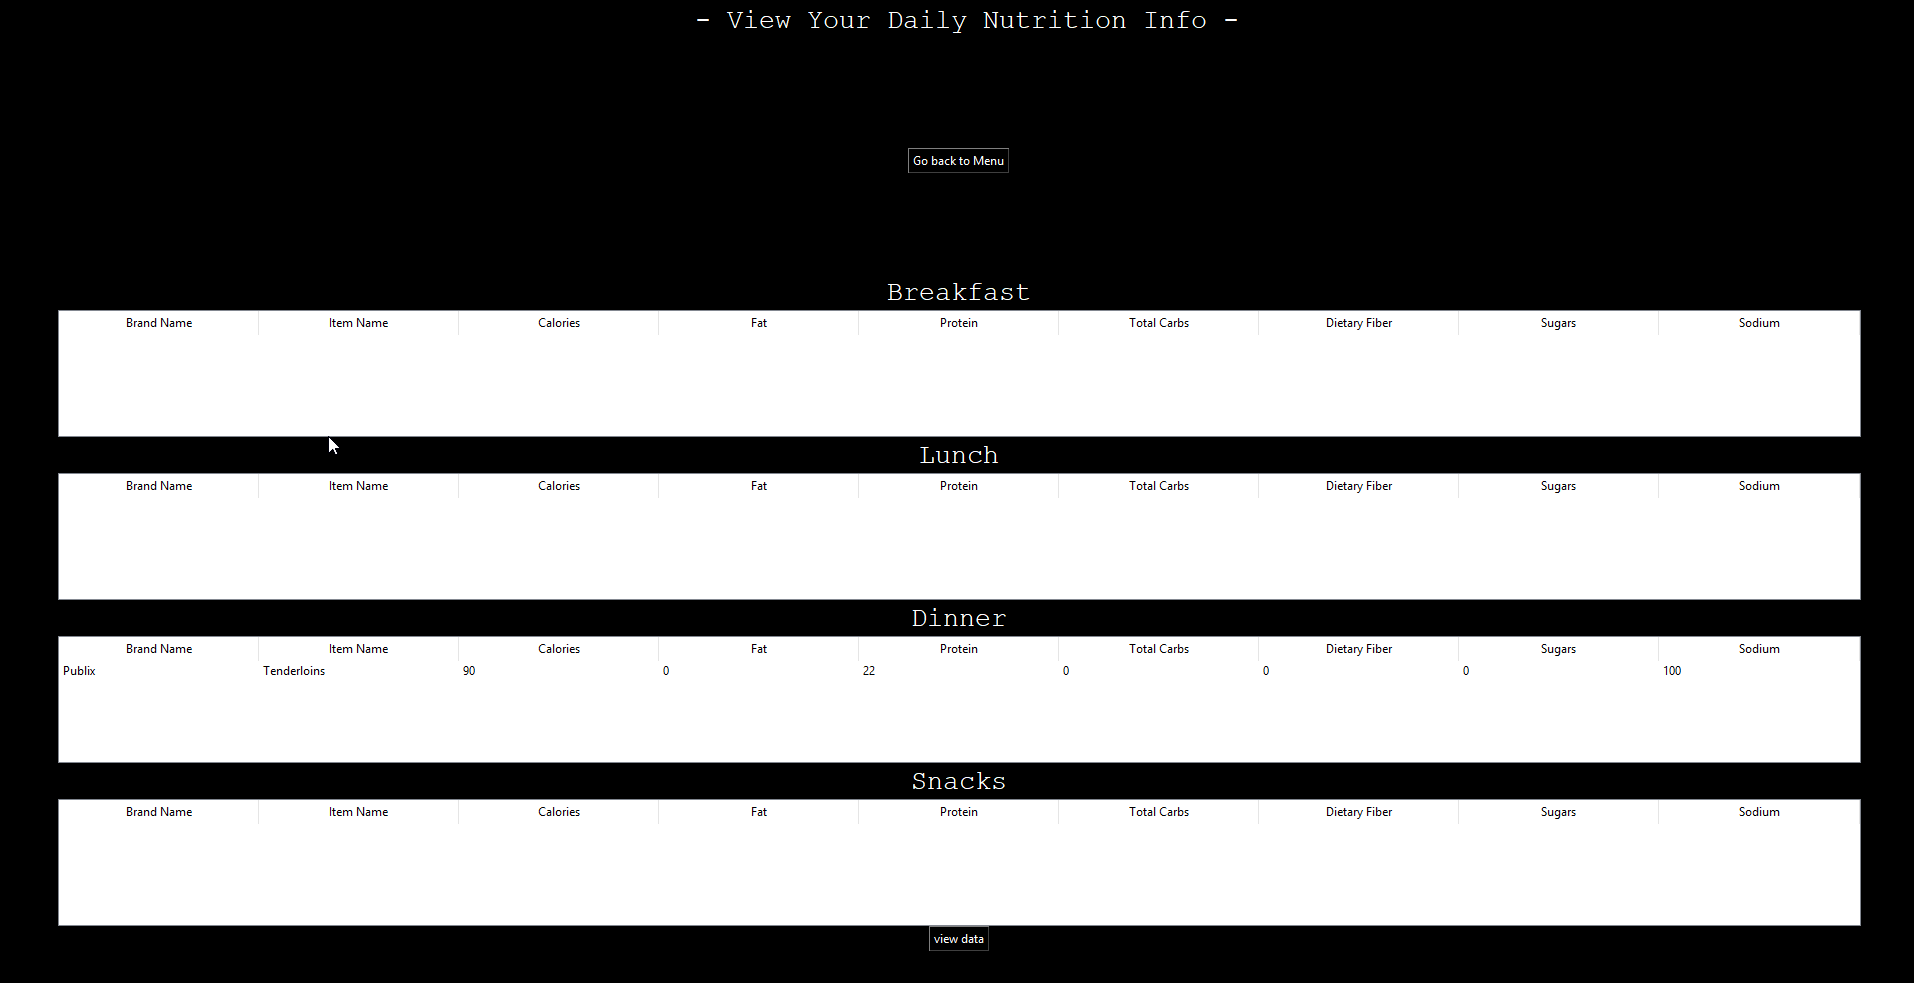 - View Your Daily Nutrition Info -
Go back to Menu
Breakfast
Brand Name Item Name Calories Fat Protein Total Carbs Dietary Fiber Sugars Sodium
Lunch
Brand Name Item Name Calories Fat Protein Total Carbs Dietary Fiber Sugars Sodium
Dinner
Brand Name Item Name Calories Fat Protein Total Carbs Dietary Fiber Sugars Sodium
Publix Tenderloins 90 0 22 0 0 0 100
Snacks
Brand Name Item Name Calories Fat Protein Total Carbs Dietary Fiber Sugars Sodium
view data